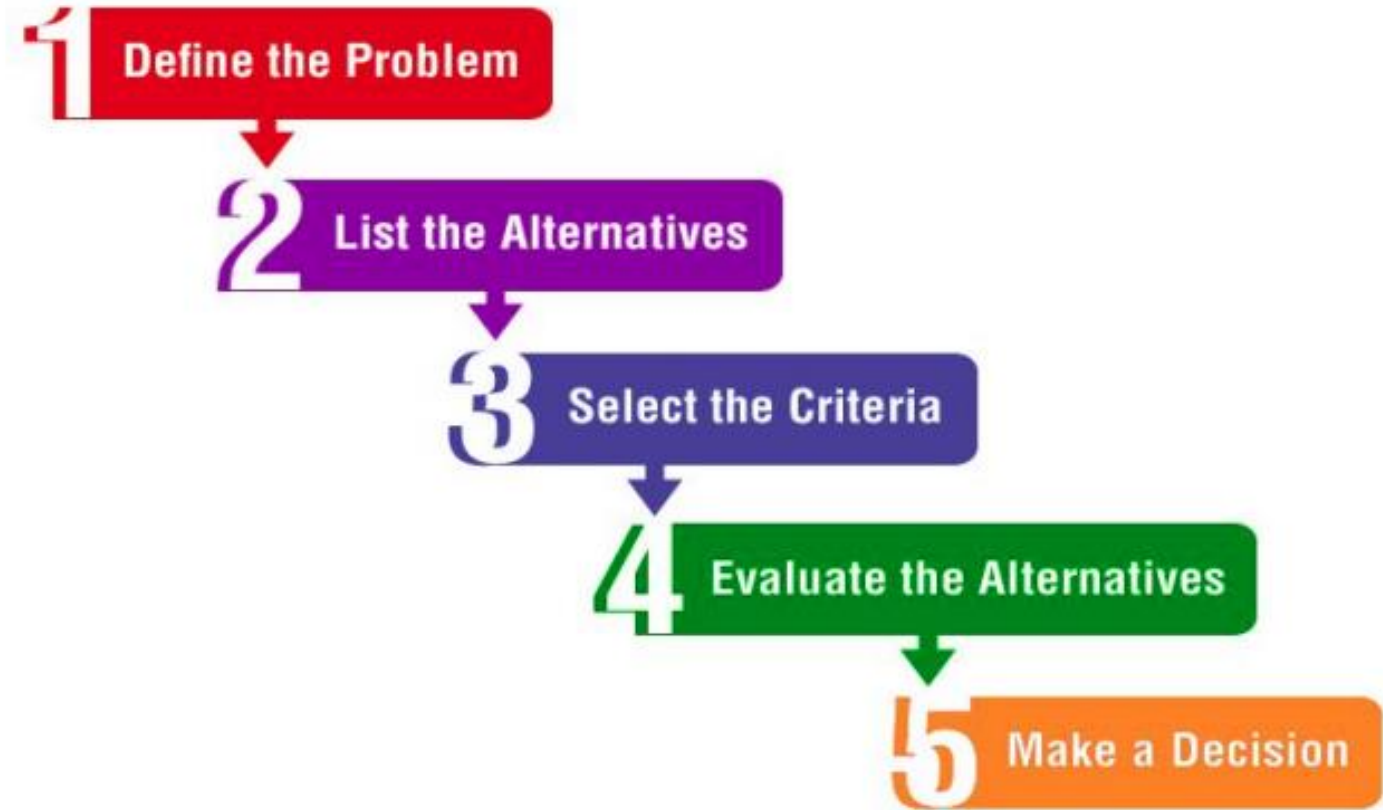 1 Define the Problem
2 List the Alternatives
3 Select the Criteria
4 Evaluate the Alternatives
5 Make a Decision